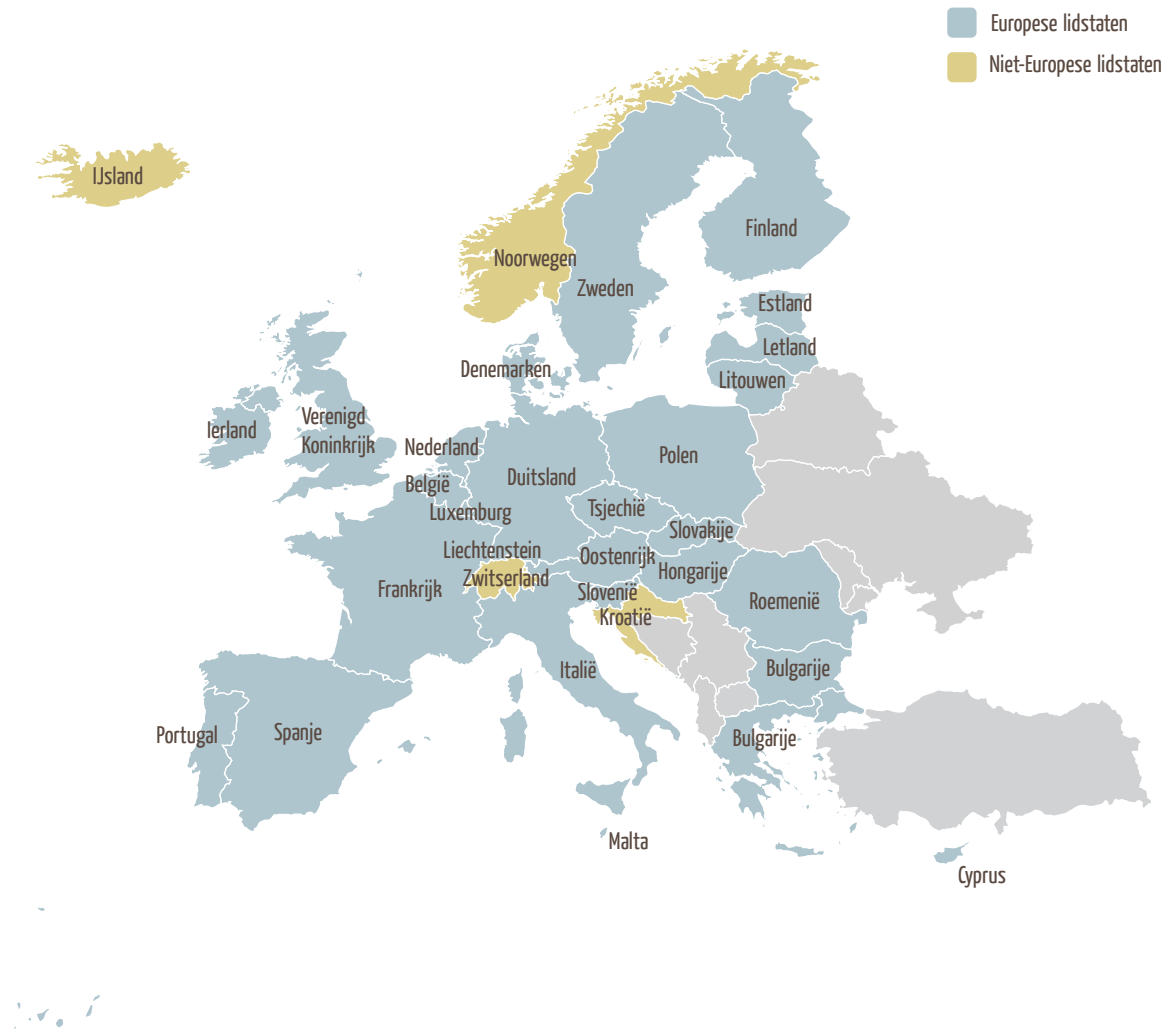 Europese lidstaten
Niet-Europese lidstaten
IJsland
Noorwegen
Finland
Zweden
Estland
Letland
Litouwen
Denemarken
Ierland
Verenigd
Koninkrijk
Nederland
België
Luxemburg
Duitsland
Polen
Tsjechië
Slovakije
Liechtenstein
Zwitserland
Oostenrijk
Hongarije
Frankrijk
Slovenië
Kroatië
Roemenië
Italië
Bulgarije
Portugal
Spanje
Bulgarije
Malta
Cyprus